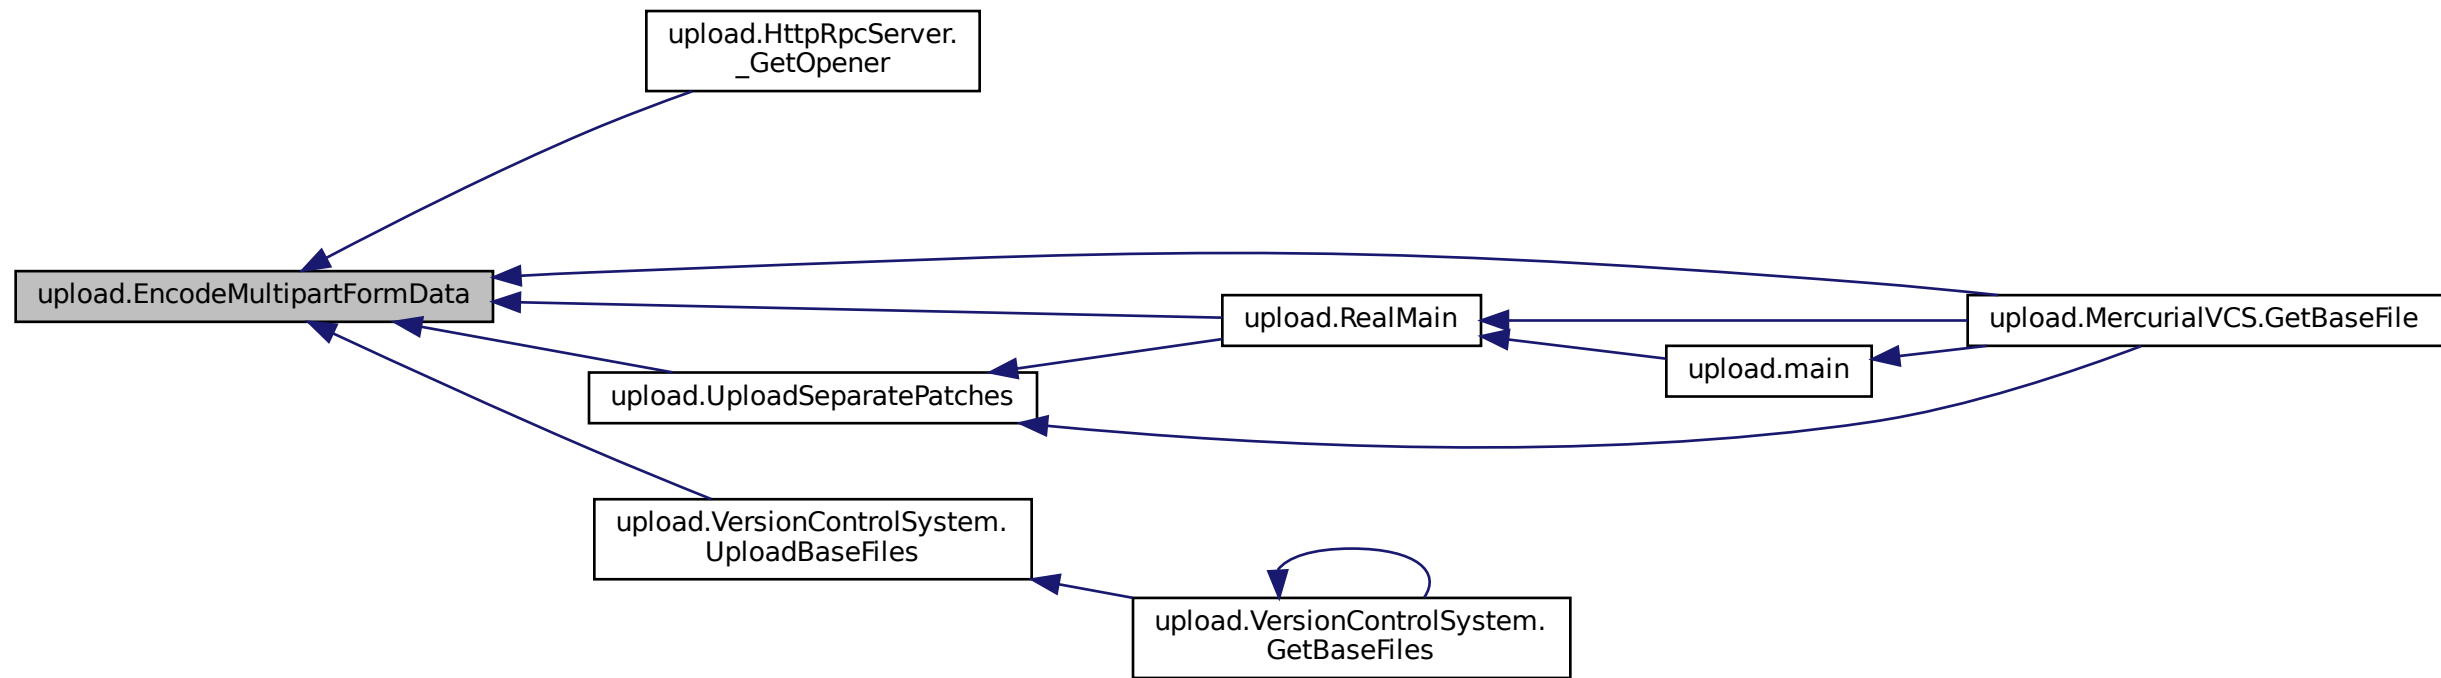 upload.HttpRpcServer.
_GetOpener
upload.EncodeMultipartFormData
upload.RealMain
upload.MercurialVCS.GetBaseFile
upload.main
upload.UploadSeparatePatches
upload.VersionControlSystem.
UploadBaseFiles
upload.VersionControlSystem.
GetBaseFiles